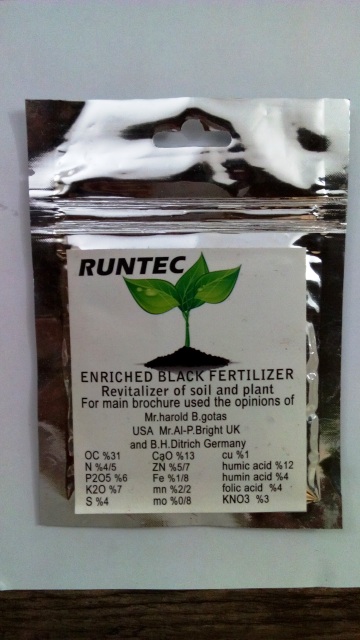 RUNTEC
ENRICHED BLACK FERTILIZER
Revitalizer of soil and plant
For main brochure used the opinions of
Mr.harold B.gotas
USA Mr.Al-P.Bright UK
and B.H.Ditrich Germany
OC %31 CaO %13 cu %1
N %4/5 ZN %5/7 humic acid %12
P2O5 %6 Fe %1/8 humin acid %4
K2O %7 mn %2/2 folic acid %4
S %4 mo %0/8 KNO3 %3